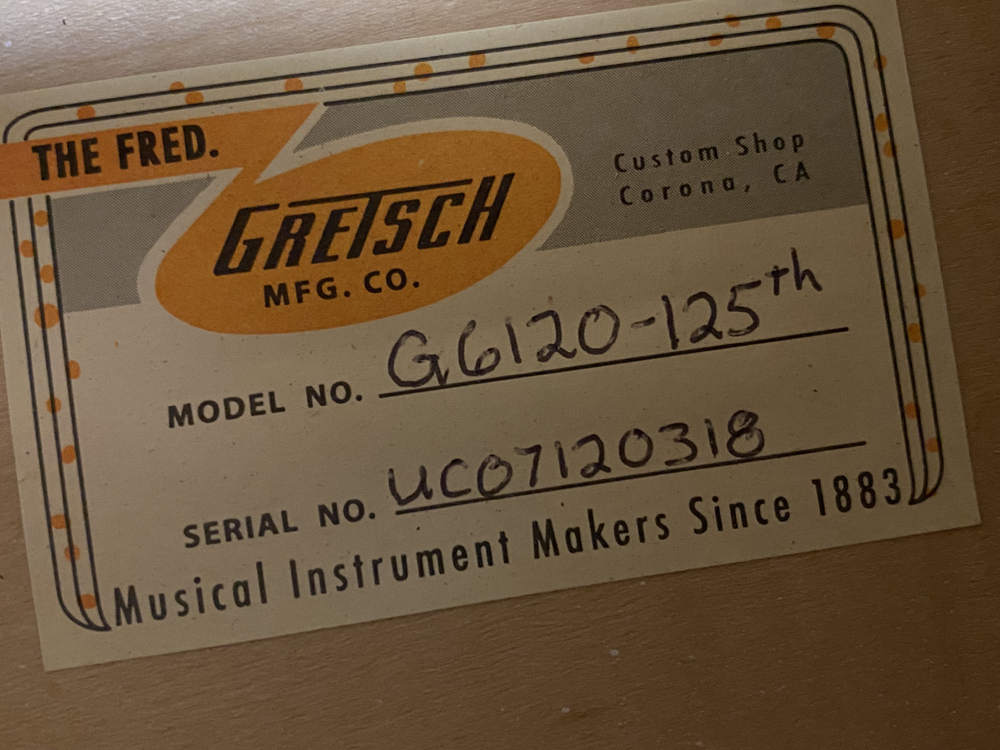 THE FRED.
GRETSCH
MFG. CO.
Custom Shop
Corona, CA
MODEL NO. G6120-125th
SERIAL NO. UC07120318
Musical Instrument Makers Since 1883